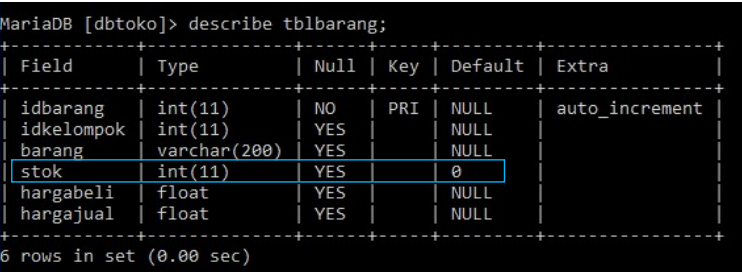 MariaDB [dbtoko]> describe tblbarang;
+------------+--------------+------+-----+---------+----------------+
| Field      | Type         | Null | Key | Default | Extra          |
+------------+--------------+------+-----+---------+----------------+
| idbarang   | int(11)      | NO   | PRI | NULL    | auto_increment |
| idkelompok | int(11)      | YES  |     | NULL    |                |
| barang     | varchar(200) | YES  |     | NULL    |                |
| stok       | int(11)      | YES  |     | 0       |                |
| hargabeli  | float        | YES  |     | NULL    |                |
| hargajual  | float        | YES  |     | NULL    |                |
+------------+--------------+------+-----+---------+----------------+
6 rows in set (0.00 sec)